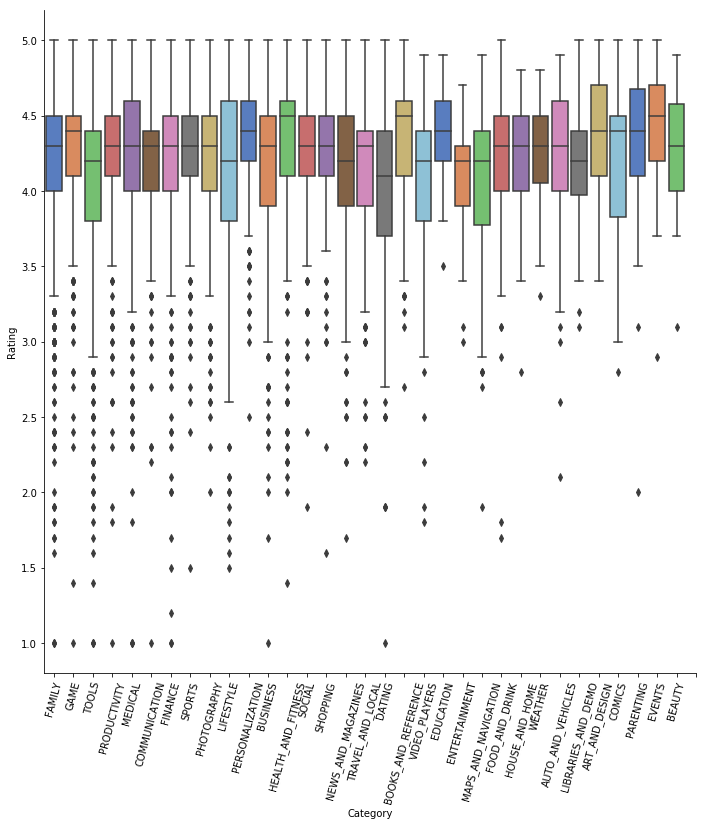 5.0
4.5
4.0
3.5
3.0
2.5
2.0
1.5
1.0
Rating
FAMILY
GAME
TOOLS
PRODUCTIVITY
MEDICAL
COMMUNICATION
FINANCE
SPORTS
PHOTOGRAPHY
LIFESTYLE
PERSONALIZATION
BUSINESS
HEALTH_AND_FITNESS
SOCIAL
SHOPPING
NEWS_AND_MAGAZINES
TRAVEL_AND_LOCAL
DATING
BOOKS_AND_REFERENCE
VIDEO_PLAYERS
EDUCATION
ENTERTAINMENT
MAPS_AND_NAVIGATION
FOOD_AND_DRINK
HOUSE_AND_HOME
WEATHER
AUTO_AND_VEHICLES
LIBRARIES_AND_DEMO
ART_AND_DESIGN
COMICS
PARENTING
EVENTS
BEAUTY
Category